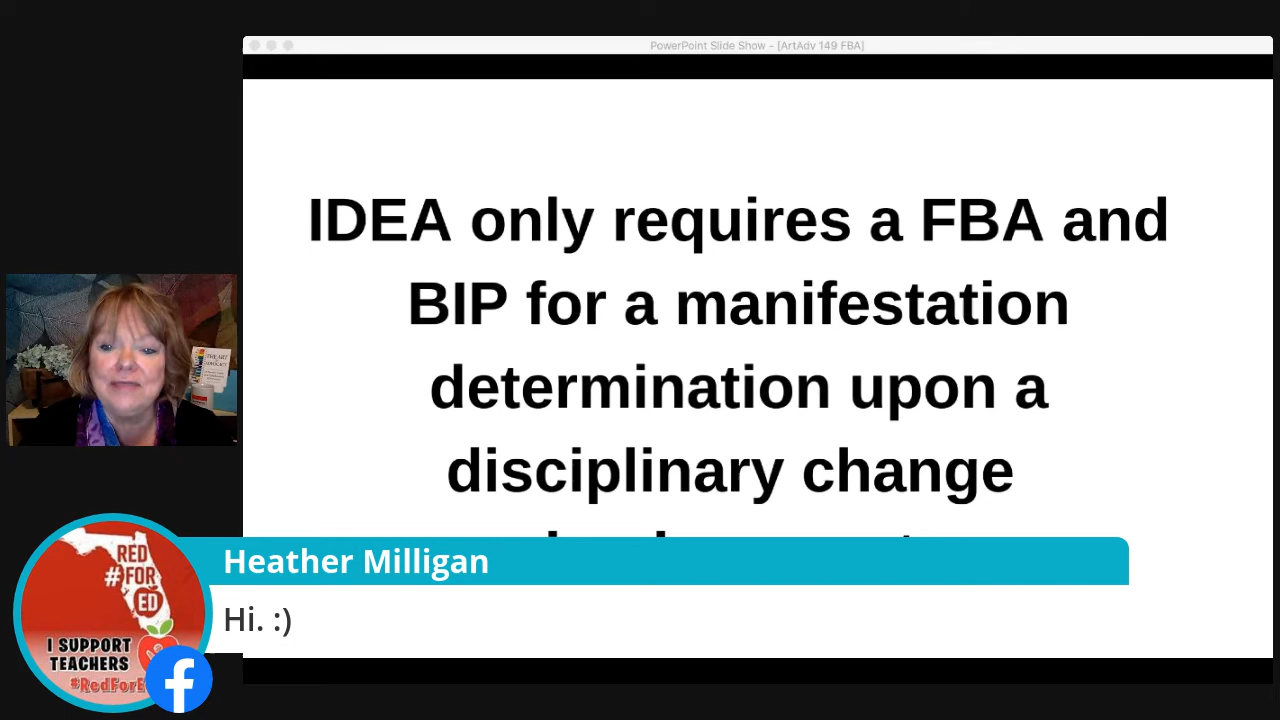 PowerPoint Slide Show - [ArtAdv 149 FBA]
IDEA only requires a FBA and
BIP for a manifestation
determination upon a
disciplinary change
Heather Milligan
Hi. :)
RED
#FOR
ED
I SUPPORT
TEACHERS
#RedForE